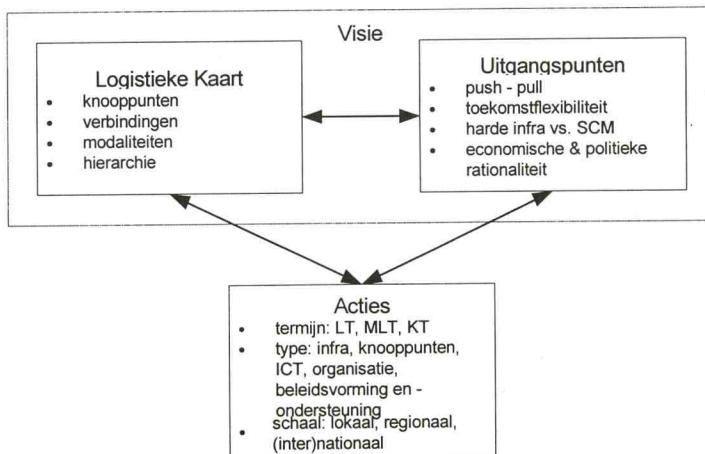 Visie
Logistieke Kaart
• knooppunten
• verbindingen
• modaliteiten
• hierarchie
Uitgangspunten
• push - pull
• toekomstflexibiliteit
• harde infra vs. SCM
• economische & politieke
rationaliteit
Acties
• termijn: LT, MLT, KT
• type: infra, knooppunten,
ICT, organisatie,
beleidsvorming en -
ondersteuning
• schaal: lokaal, regionaal,
(inter)nationaal